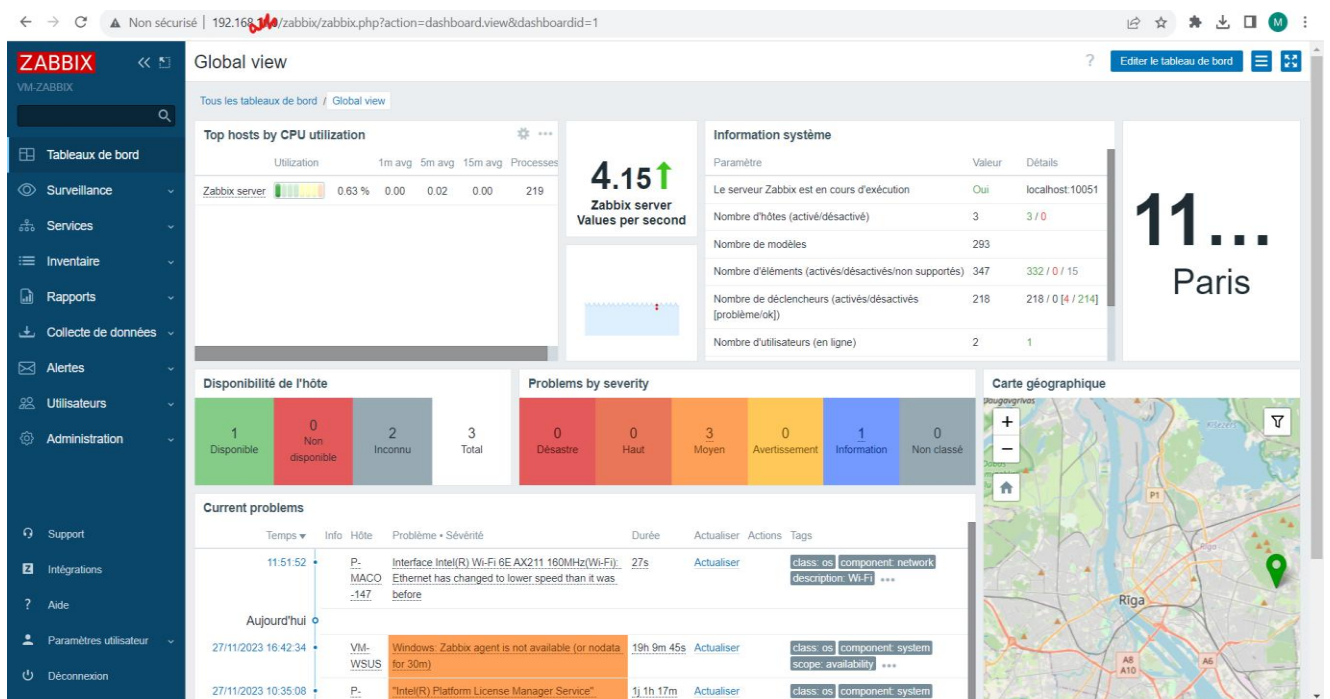 Non sécurisé | 192.168. /zabbix/zabbix.php?action=dashboard.view&dashboardid=1
M
ZABBIX
VM-ZABBIX
Tableaux de bord
Surveillance
Services
Inventaire
Rapports
Collecte de données
Alertes
Utilisateurs
Administration
Support
Z Intégrations
? Aide
Paramètres utilisateur
Déconnexion
Global view
? Editer le tableau de bord
Tous les tableaux de bord / Global view
Top hosts by CPU utilization
Utilization 1m avg 5m avg 15m avg Processes
Zabbix server 0.63 % 0.00 0.02 0.00 219
4.15
Zabbix server
Values per second
Information système
Paramètre Valeur Détails
Le serveur Zabbix est en cours d'exécution Oui localhost:10051
Nombre d'hôtes (activé/désactivé) 3 3 / 0
Nombre de modèles 293
Nombre d'éléments (activés/désactivés/non supportés) 347 332 / 0 / 15
Nombre de déclencheurs (activés/désactivés 218 218 / 0 [4 / 214]
[problème/ok])
Nombre d'utilisateurs (en ligne) 2 1
11...
Paris
Disponibilité de l'hôte
1
Disponible
0
Non
disponible
2
Inconnu
3
Total
Problems by severity
0
Désastre
0
Haut
3
Moyen
0
Avertissement
1
Information
0
Non classé
Carte géographique
+
−
Daugavgrīvas
P1
Rīga
Rīga
A8
A10
A6
Current problems
Temps Info Hôte Problème • Sévérité Durée Actualiser Actions Tags
11:51:52 P- Interface Intel(R) Wi-Fi 6E AX211 160MHz(Wi-Fi): 27s Actualiser class: os component: network
MACO Ethernet has changed to lower speed than it was description: Wi-Fi
-147 before
Aujourd'hui
27/11/2023 16:42:34 VM- Windows: Zabbix agent is not available (or nodata 19h 9m 45s Actualiser class: os component: system
WSUS for 30m) scope: availability
27/11/2023 10:35:08 P- "Intel(R) Platform License Manager Service" 1j 1h 17m Actualiser class: os component: system